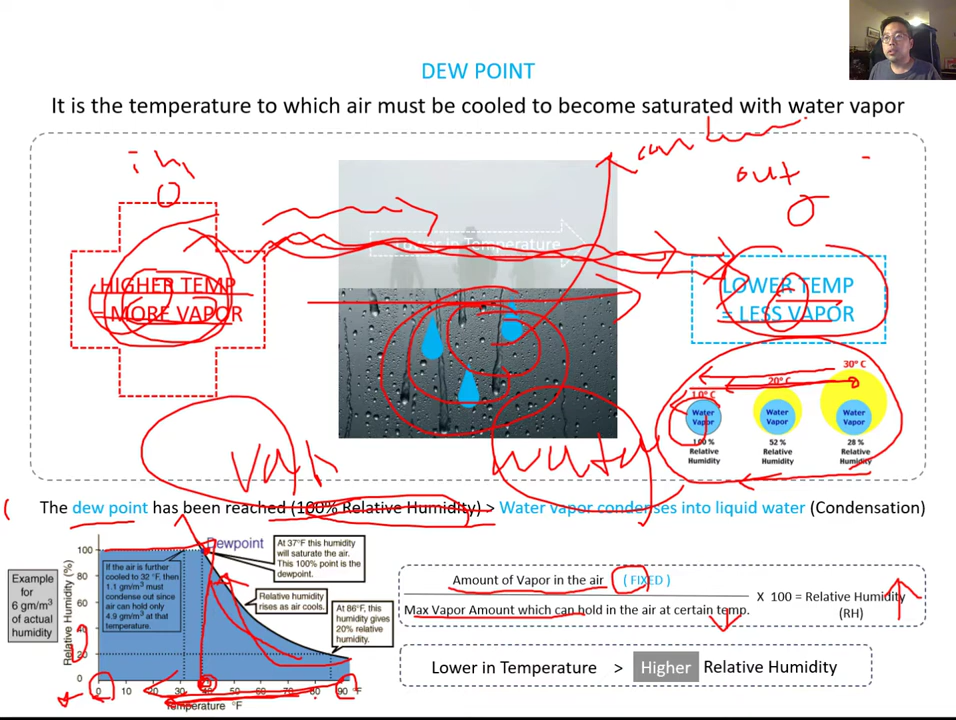 DEW POINT
It is the temperature to which air must be cooled to become saturated with water vapor
in
out
HIGHER TEMP
= MORE VAPOR
Lower in Temperature
LOWER TEMP
= LESS VAPOR
30° C
20° C
10° C
Water Vapor
Water Vapor
Water Vapor
100 % Relative Humidity
52 % Relative Humidity
28 % Relative Humidity
water
The dew point has been reached (100% Relative Humidity) > Water vapor condenses into liquid water (Condensation)
Example for 6 gm/m3 of actual humidity
Relative Humidity (%)
100
80
60
40
20
0
Dewpoint
If the air is further cooled to 32 °F, then 1.1 gm/m3 must condense out since air can hold only 4.9 gm/m3 at that temperature.
At 37°F this humidity will saturate the air. This 100% point is the dewpoint.
Relative humidity rises as air cools.
At 86°F, this humidity gives 20% relative humidity.
0 10 20 30 40 50 60 70 80 90 °F
Temperature °F
Amount of Vapor in the air (FIXED)
Max Vapor Amount which can hold in the air at certain temp.
X 100 = Relative Humidity
(RH)
Lower in Temperature > Higher Relative Humidity